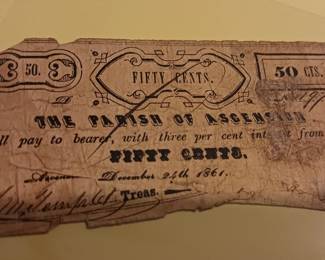 50. FIFTY CENTS. 50 CTS.
THE PARISH OF ASCENSION
ll pay to bearer, with three per cent interest from
FIFTY CENTS.
December 24th 1861.
Treas.